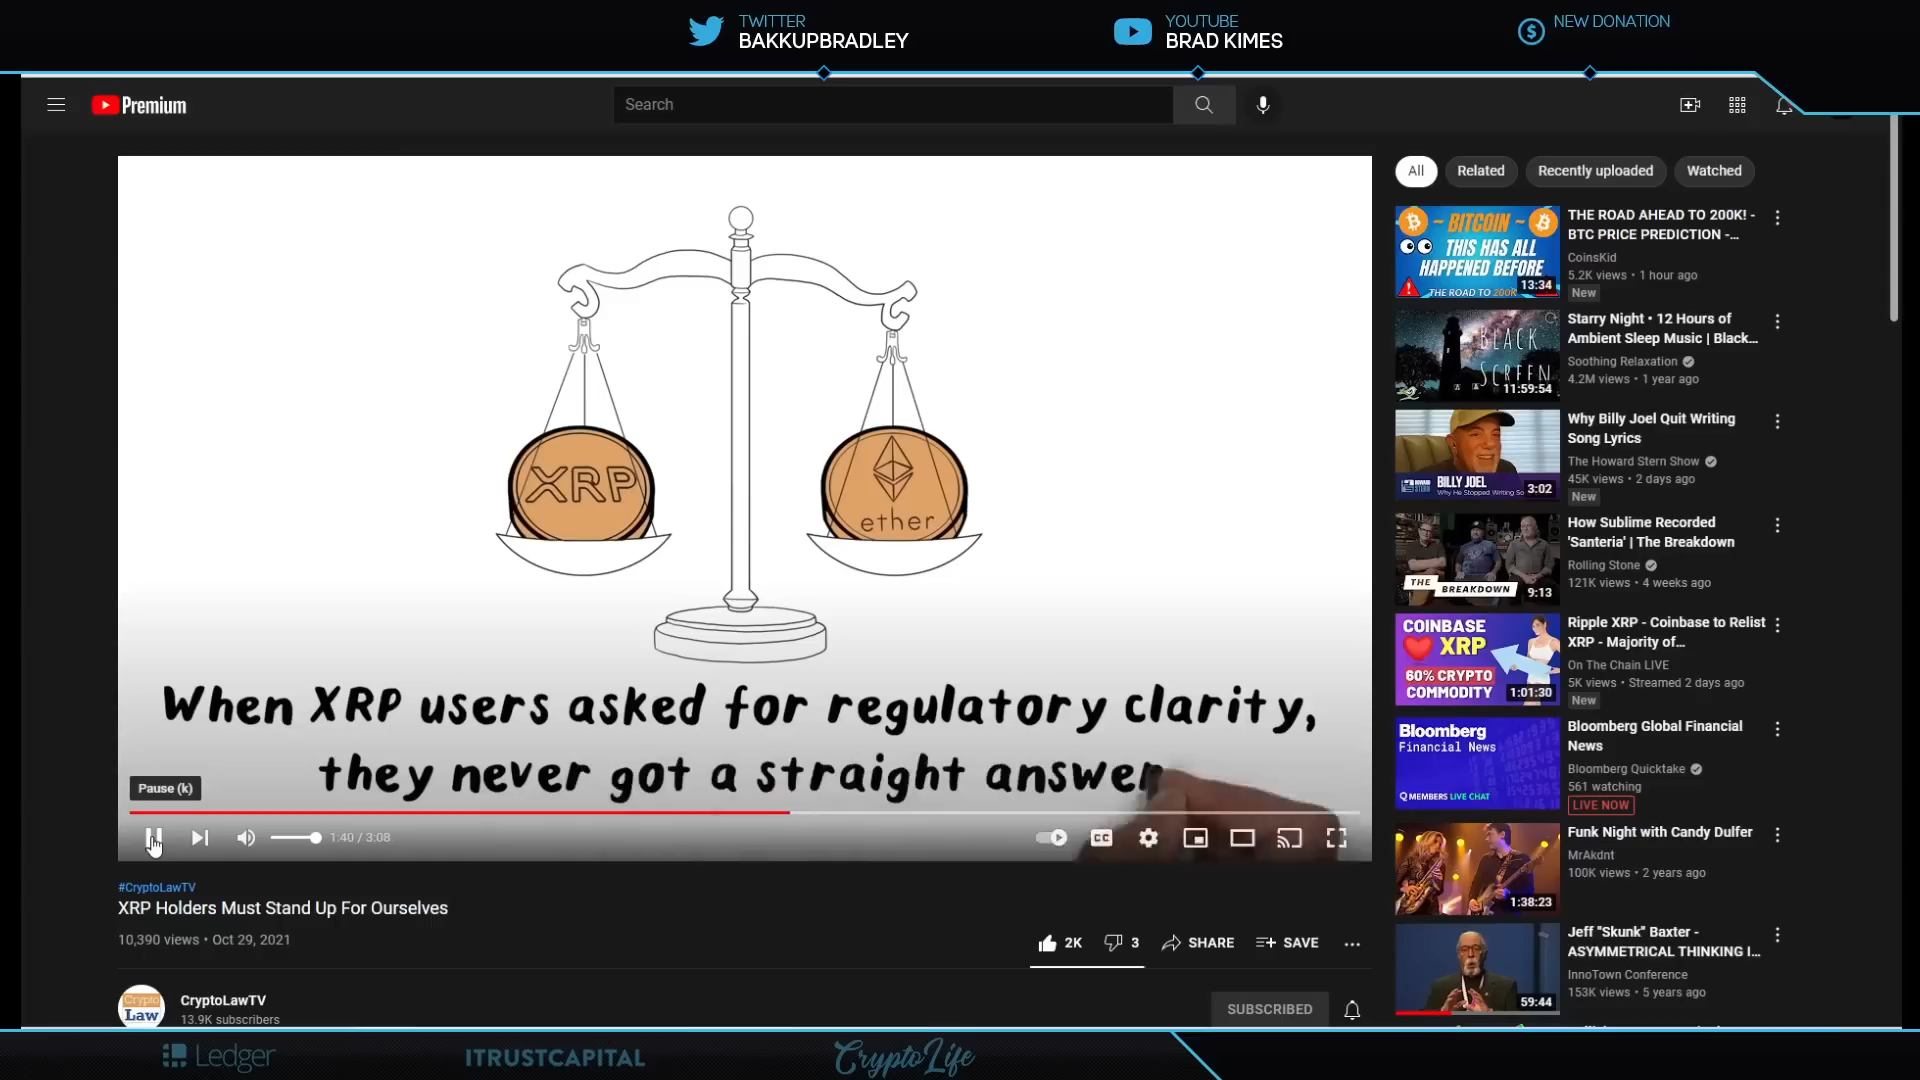 TWITTER
BAKKUPBRADLEY
YOUTUBE
BRAD KIMES
NEW DONATION
Premium
Search
XRP
ether
When XRP users asked for regulatory clarity,
they never got a straight answer
Pause (k)
1:40 / 3:08
CC
#CryptoLawTV
XRP Holders Must Stand Up For Ourselves
10,390 views • Oct 29, 2021
2K
3
SHARE
SAVE
Crypto
Law
CryptoLawTV
13.9K subscribers
SUBSCRIBED
All
Related
Recently uploaded
Watched
~ BITCOIN ~
THIS HAS ALL
HAPPENED BEFORE
THE ROAD TO 200K
13:34
THE ROAD AHEAD TO 200K! -
BTC PRICE PREDICTION -...
CoinsKid
5.2K views • 1 hour ago
New
BLACK
SCREEN
11:59:54
Starry Night • 12 Hours of
Ambient Sleep Music | Black...
Soothing Relaxation
4.2M views • 1 year ago
BILLY JOEL
Why He Stopped Writing So
3:02
Why Billy Joel Quit Writing
Song Lyrics
The Howard Stern Show
45K views • 2 days ago
New
THE
BREAKDOWN
9:13
How Sublime Recorded
'Santeria' | The Breakdown
Rolling Stone
121K views • 4 weeks ago
COINBASE
XRP
60% CRYPTO
COMMODITY
1:01:30
Ripple XRP - Coinbase to Relist
XRP - Majority of...
On The Chain LIVE
5K views • Streamed 2 days ago
New
Bloomberg
Financial News
MEMBERS LIVE CHAT
Bloomberg Global Financial
News
Bloomberg Quicktake
561 watching
LIVE NOW
1:38:23
Funk Night with Candy Dulfer
MrAkdnt
100K views • 2 years ago
59:44
Jeff "Skunk" Baxter -
ASYMMETRICAL THINKING I...
InnoTown Conference
153K views • 5 years ago
Ledger
ITRUSTCAPITAL
CryptoLife